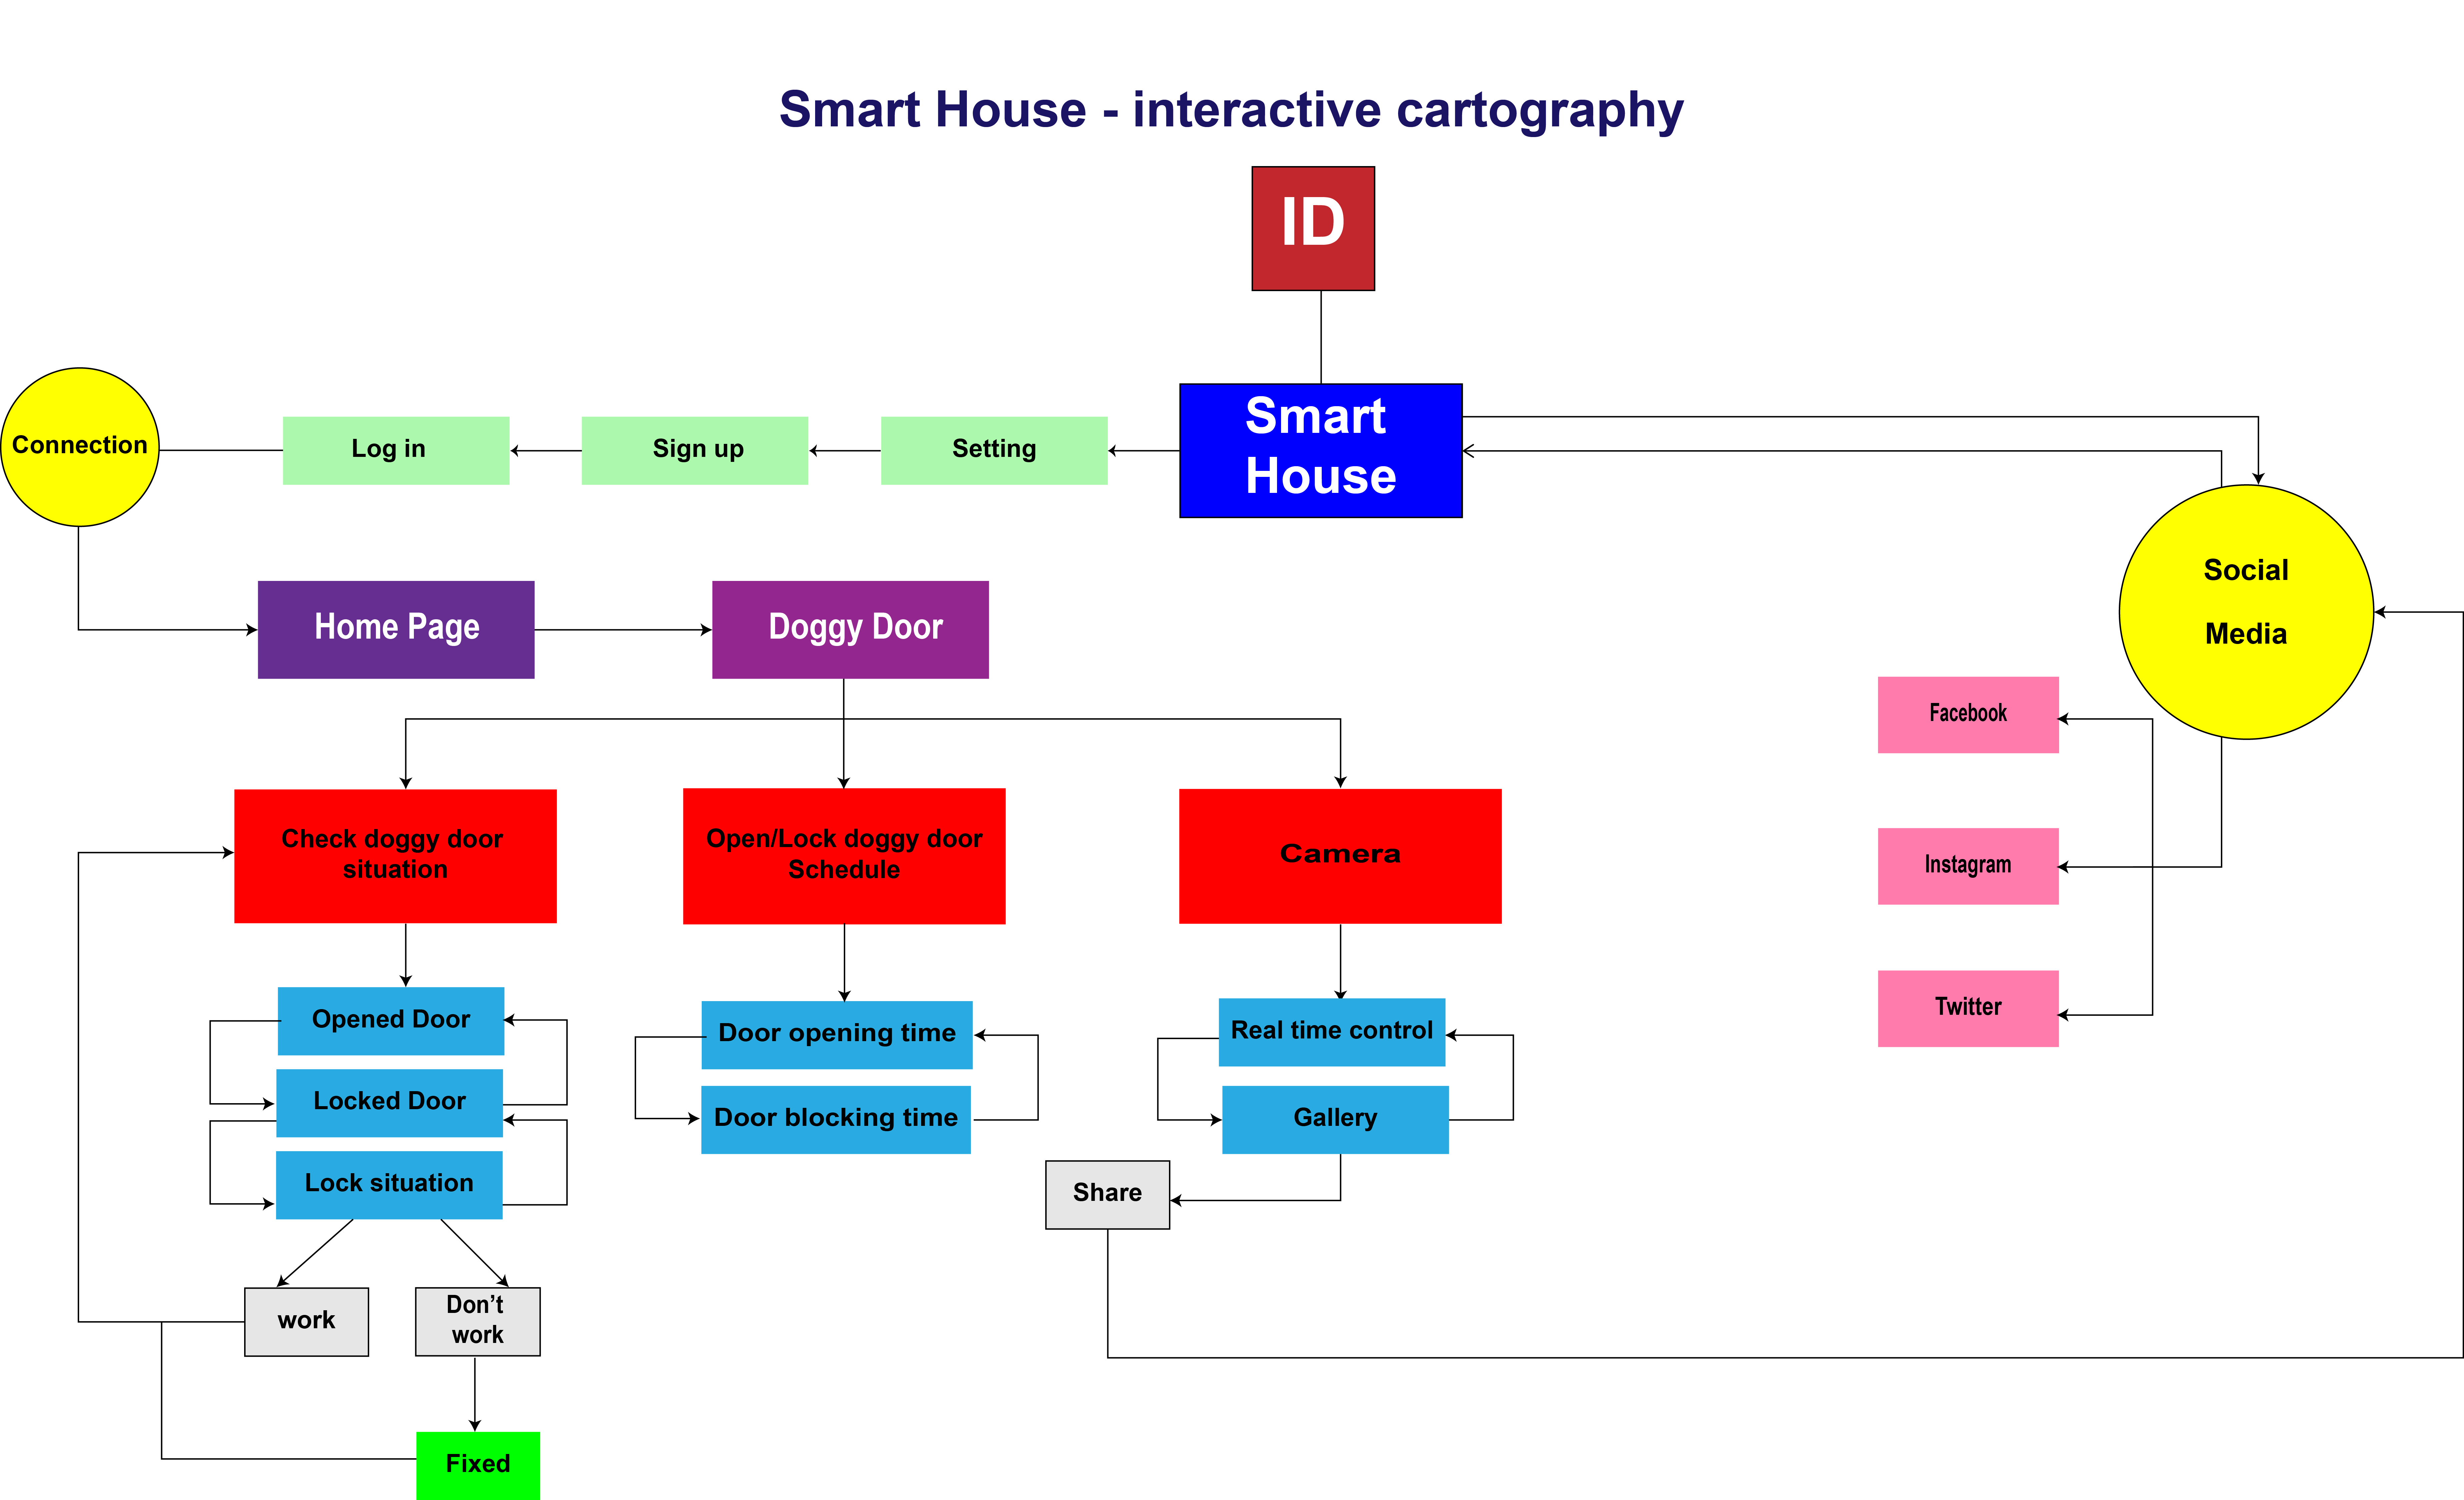 Smart House - interactive cartography
ID
Smart
House
Connection
Log in
Sign up
Setting
Social
Media
Home Page
Doggy Door
Facebook
Instagram
Twitter
Check doggy door
situation
Open/Lock doggy door
Schedule
Camera
Opened Door
Locked Door
Lock situation
Door opening time
Door blocking time
Real time control
Gallery
Share
work
Don’t
work
Fixed